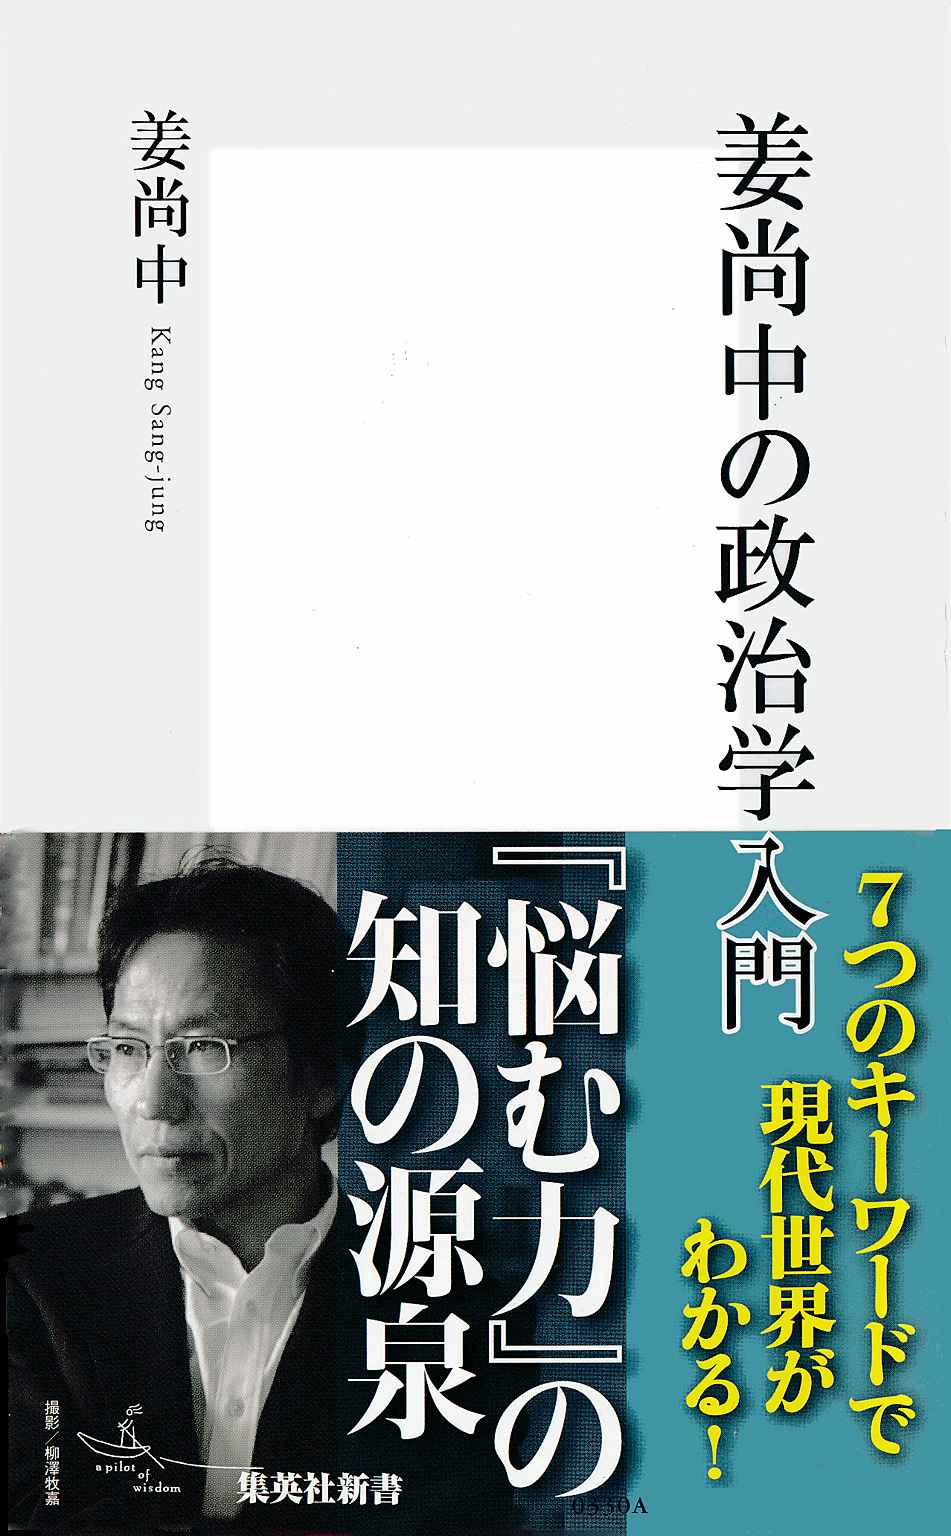 姜尚中の政治学入門
姜尚中 Kang Sang-jung
7つのキーワードで
現代世界が
わかる!
『悩む力』の
知の源泉
撮影/柳澤牧嘉
a pilot
of
wisdom
集英社新書
0330A